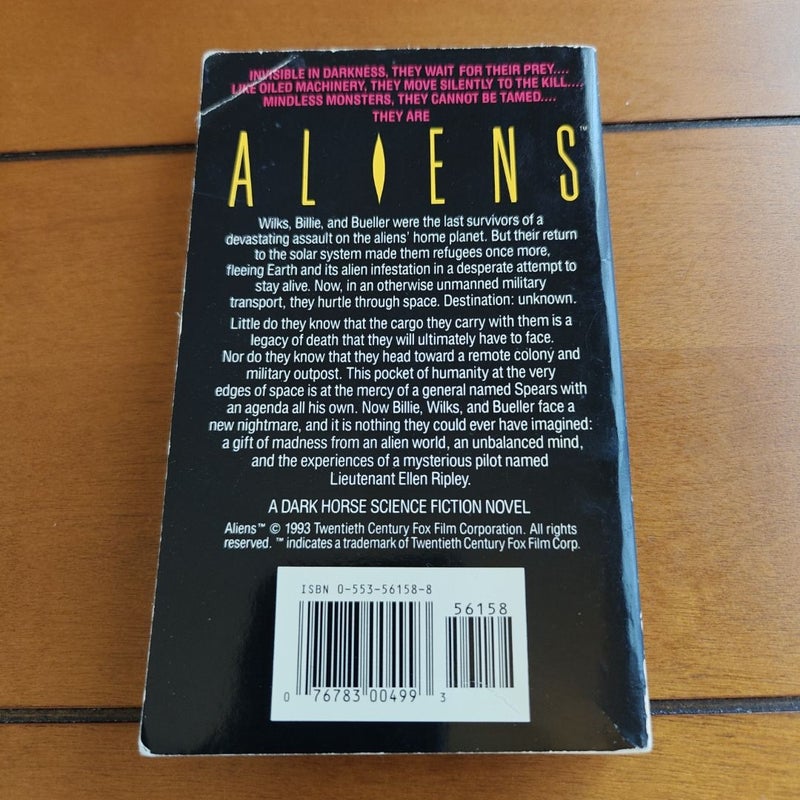 INVISIBLE IN DARKNESS, THEY WAIT FOR THEIR PREY....
LIKE OILED MACHINERY, THEY MOVE SILENTLY TO THE KILL....
MINDLESS MONSTERS, THEY CANNOT BE TAMED....
THEY ARE
ALIENS™
Wilks, Billie, and Bueller were the last survivors of a
devastating assault on the aliens' home planet. But their return
to the solar system made them refugees once more,
fleeing Earth and its alien infestation in a desperate attempt to
stay alive. Now, in an otherwise unmanned military
transport, they hurtle through space. Destination: unknown.
Little do they know that the cargo they carry with them is a
legacy of death that they will ultimately have to face.
Nor do they know that they head toward a remote colony and
military outpost. This pocket of humanity at the very
edges of space is at the mercy of a general named Spears with
an agenda all his own. Now Billie, Wilks, and Bueller face a
new nightmare, and it is nothing they could ever have imagined:
a gift of madness from an alien world, an unbalanced mind,
and the experiences of a mysterious pilot named
Lieutenant Ellen Ripley.
A DARK HORSE SCIENCE FICTION NOVEL
Aliens™ © 1993 Twentieth Century Fox Film Corporation. All rights
reserved. ™ indicates a trademark of Twentieth Century Fox Film Corp.
ISBN 0-553-56158-8
56158
0 76783 00499 3